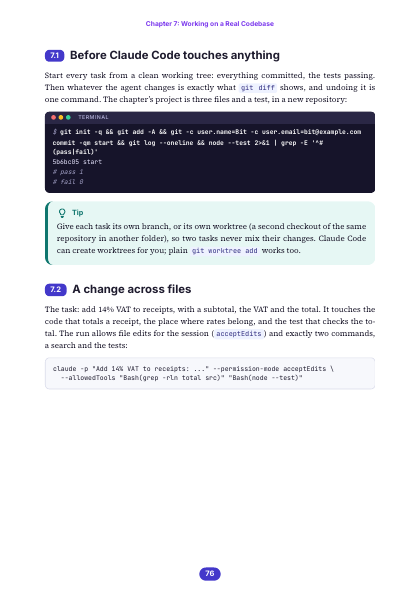 Chapter 7: Working on a Real Codebase
7.1 Before Claude Code touches anything
Start every task from a clean working tree: everything committed, the tests passing.
Then whatever the agent changes is exactly what git diff shows, and undoing it is
one command. The chapter's project is three files and a test, in a new repository:
TERMINAL
$ git init -q && git add -A && git -c user.name=Bit -c user.email=bit@example.com
commit -qm start && git log --oneline && node --test 2>&1 | grep -E '^#
(pass|fail)'
5b6bc05 start
# pass 1
# fail 0
Tip
Give each task its own branch, or its own worktree (a second checkout of the same
repository in another folder), so two tasks never mix their changes. Claude Code
can create worktrees for you; plain git worktree add works too.
7.2 A change across files
The task: add 14% VAT to receipts, with a subtotal, the VAT and the total. It touches the
code that totals a receipt, the place where rates belong, and the test that checks the to-
tal. The run allows file edits for the session (acceptEdits) and exactly two commands,
a search and the tests:
claude -p "Add 14% VAT to receipts: ..." --permission-mode acceptEdits \
--allowedTools "Bash(grep -rln total src)" "Bash(node --test)"
76